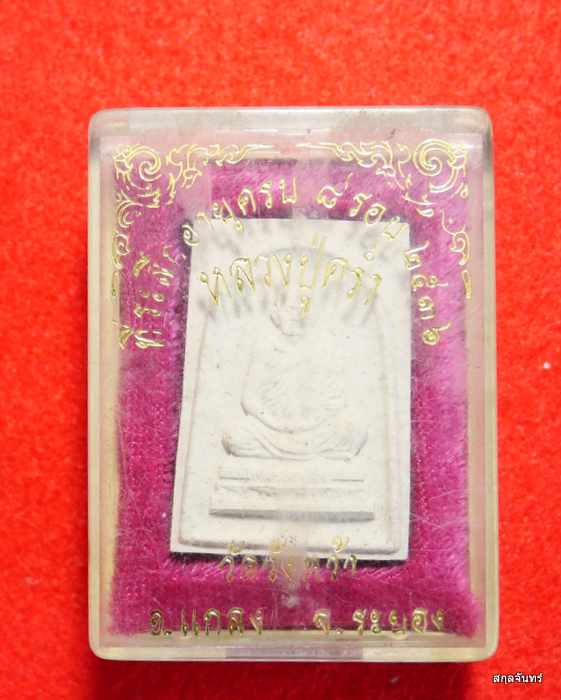 ที่ระลึก อายุครบ ๘ รอบ ๒๕๓๖
หลวงปู่คร่ำ
วัดวังหว้า
อ.แกลง จ.ระยอง
สกุลจันทร์